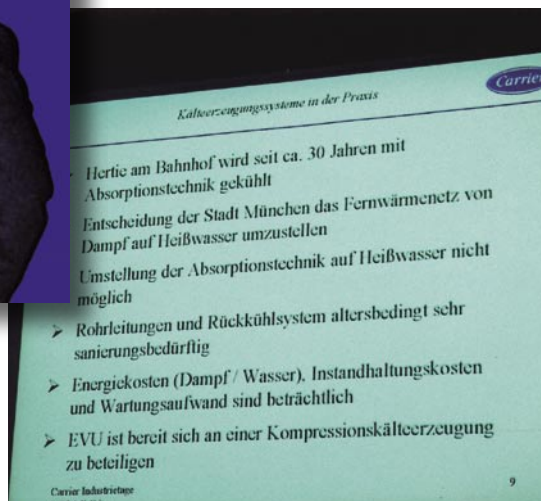 Carrier
Kälteerzeugungssysteme in der Praxis
Hertie am Bahnhof wird seit ca. 30 Jahren mit
Absorptionstechnik gekühlt
Entscheidung der Stadt München das Fernwärmenetz von
Dampf auf Heißwasser umzustellen
Umstellung der Absorptionstechnik auf Heißwasser nicht
möglich
➢ Rohrleitungen und Rückkühlsystem altersbedingt sehr
sanierungsbedürftig
➢ Energiekosten (Dampf / Wasser), Instandhaltungskosten
und Wartungsaufwand sind beträchtlich
➢ EVU ist bereit sich an einer Kompressionskälteerzeugung
zu beteiligen
Carrier Industrietage
9